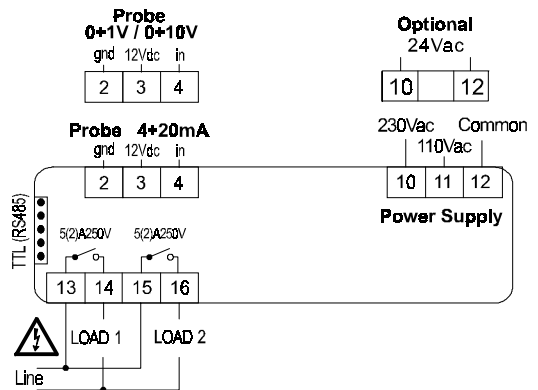 Probe
0+1V / 0+10V
gnd 12Vdc in
2 3 4
Optional
24Vac
10 12
Probe 4+20mA
gnd 12Vdc in
2 3 4
230Vac Common
110Vac
10 11 12
Power Supply
TTL (RS485)
5(2)A250V 5(2)A250V
13 14 15 16
LOAD 1 LOAD 2
Line